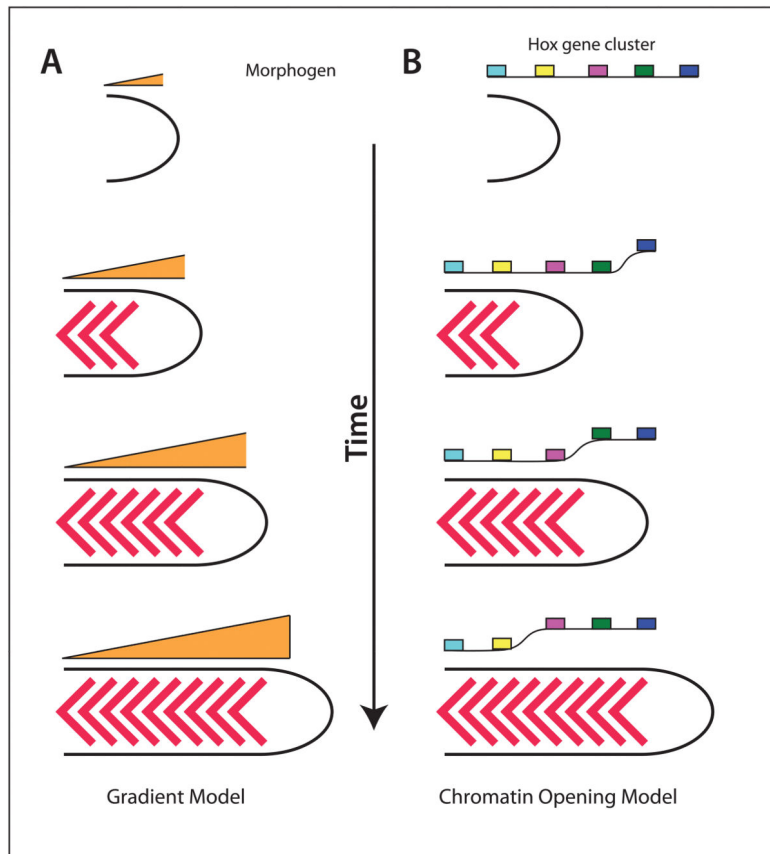 A
Morphogen
B
Hox gene cluster
Time
Gradient Model
Chromatin Opening Model